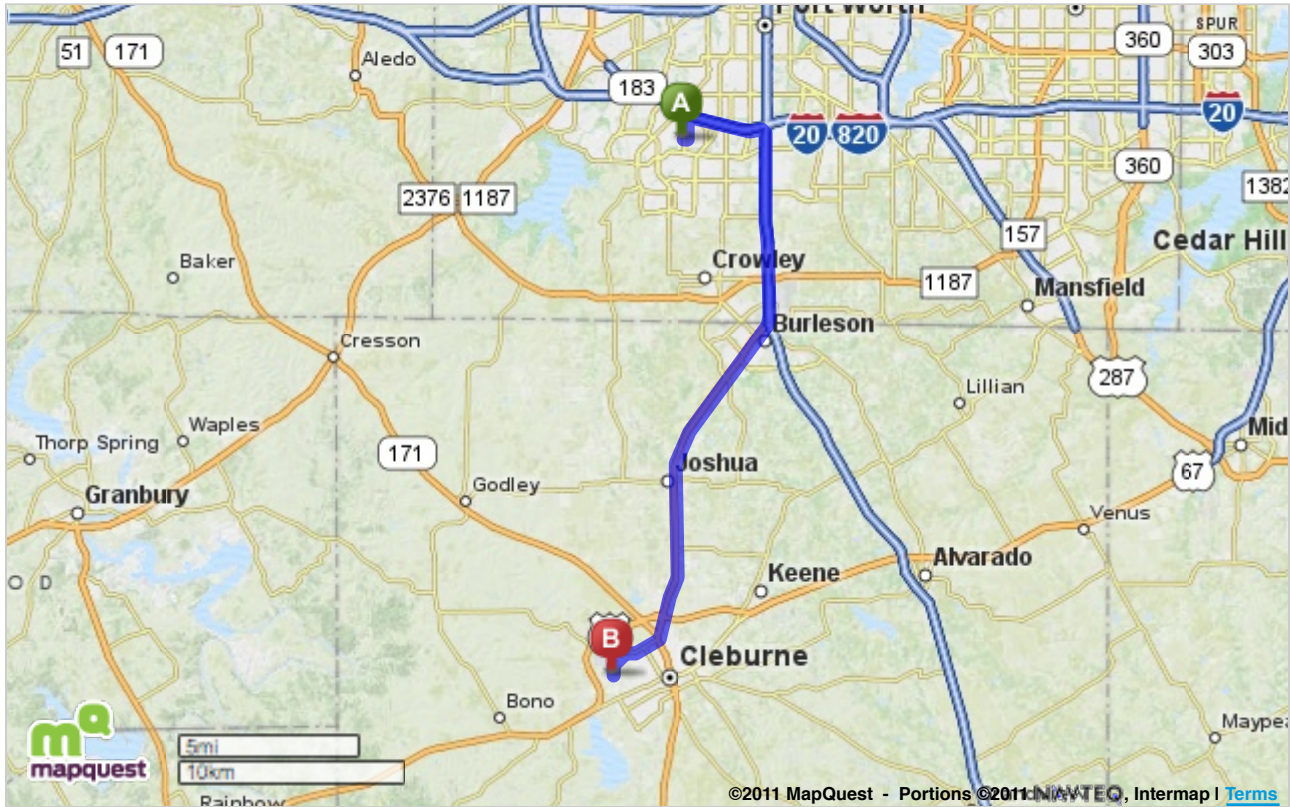 Fort Worth
SPUR
51
171
360
303
Aledo
183
A
20
820
20
360
2376
1187
1382
157
Cedar Hill
Baker
Crowley
1187
Mansfield
Burleson
Cresson
287
Lillian
Waples
Mid
Thorp Spring
171
Joshua
67
Godley
Granbury
Venus
Alvarado
D
Keene
B
Cleburne
Bono
mq
mapquest
5mi
10km
Maypea
Rainbow
©2011 MapQuest - Portions ©2011 NAVTEQ, Intermap | Terms